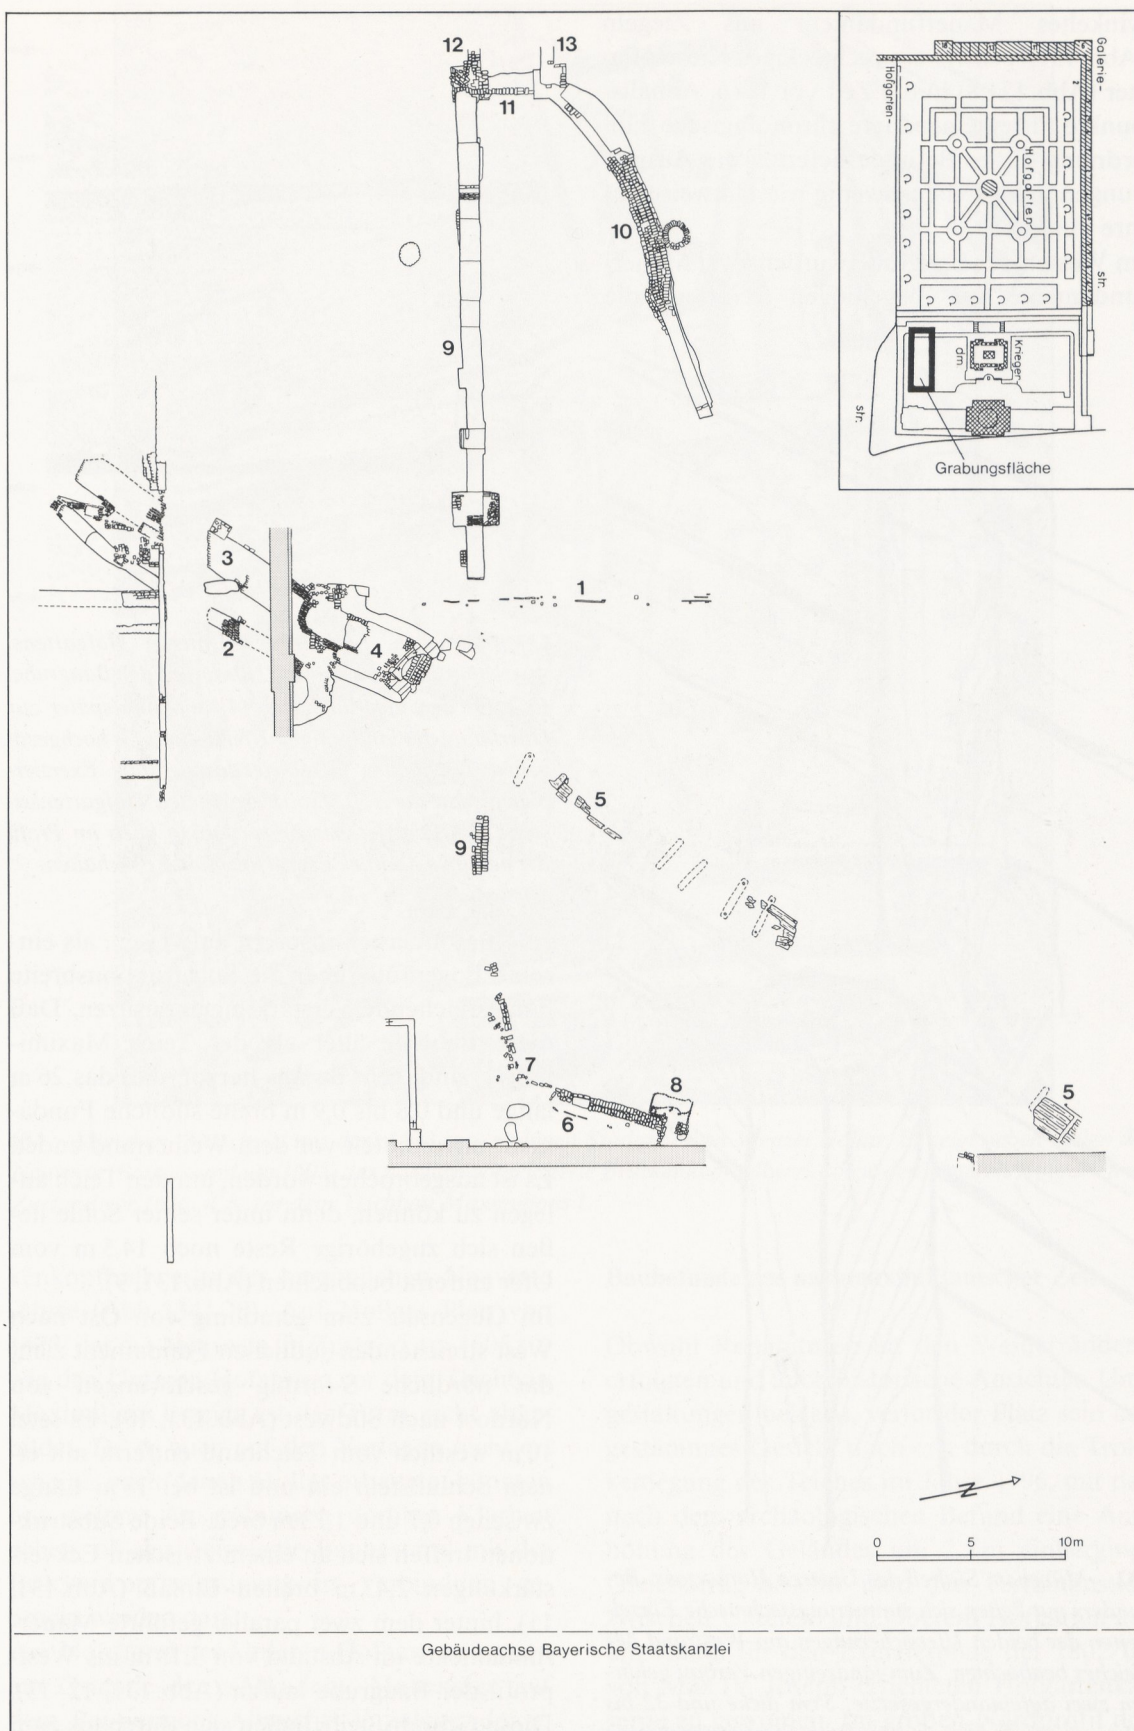 12
13
11
10
9
3
1
2
4
5
9
7
8
6
5
Galerie-
str.
Hofgarten-
str.
Hofgarten
Krieger
dm
Grabungsfläche
N
0 5 10m
Gebäudeachse Bayerische Staatskanzlei